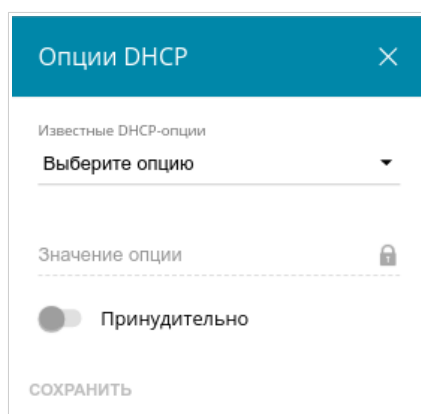 Опции DHCP
Известные DHCP-опции
Выберите опцию
Значение опции
Принудительно
СОХРАНИТЬ